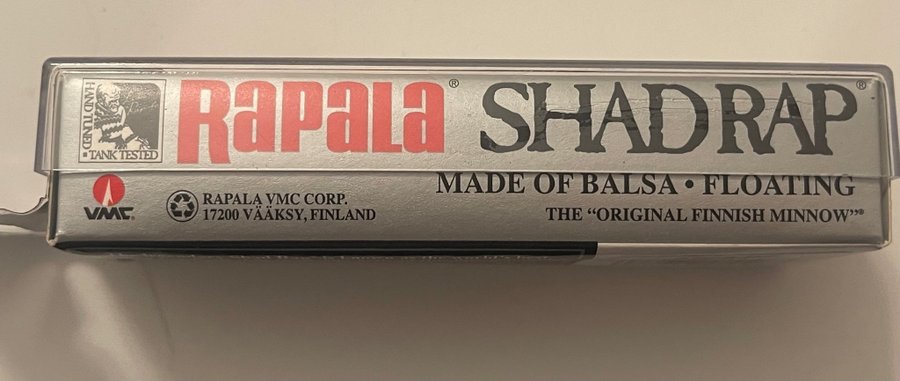 HAND TUNED
TANK TESTED
RAPALA®
SHAD RAP®
VMC®
RAPALA VMC CORP.
17200 VÄÄKSY, FINLAND
MADE OF BALSA • FLOATING
THE “ORIGINAL FINNISH MINNOW”®